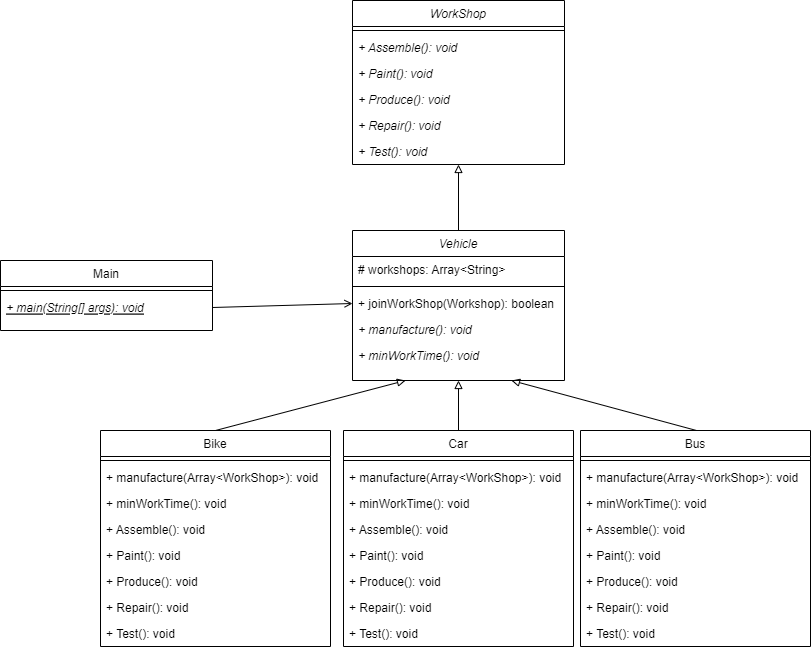 WorkShop
+ Assemble(): void
+ Paint(): void
+ Produce(): void
+ Repair(): void
+ Test(): void
Vehicle
# workshops: Array<String>
+ joinWorkShop(Workshop): boolean
+ manufacture(): void
+ minWorkTime(): void
Main
+ main(String[] args): void
Bike
+ manufacture(Array<WorkShop>): void
+ minWorkTime(): void
+ Assemble(): void
+ Paint(): void
+ Produce(): void
+ Repair(): void
+ Test(): void
Car
+ manufacture(Array<WorkShop>): void
+ minWorkTime(): void
+ Assemble(): void
+ Paint(): void
+ Produce(): void
+ Repair(): void
+ Test(): void
Bus
+ manufacture(Array<WorkShop>): void
+ minWorkTime(): void
+ Assemble(): void
+ Paint(): void
+ Produce(): void
+ Repair(): void
+ Test(): void